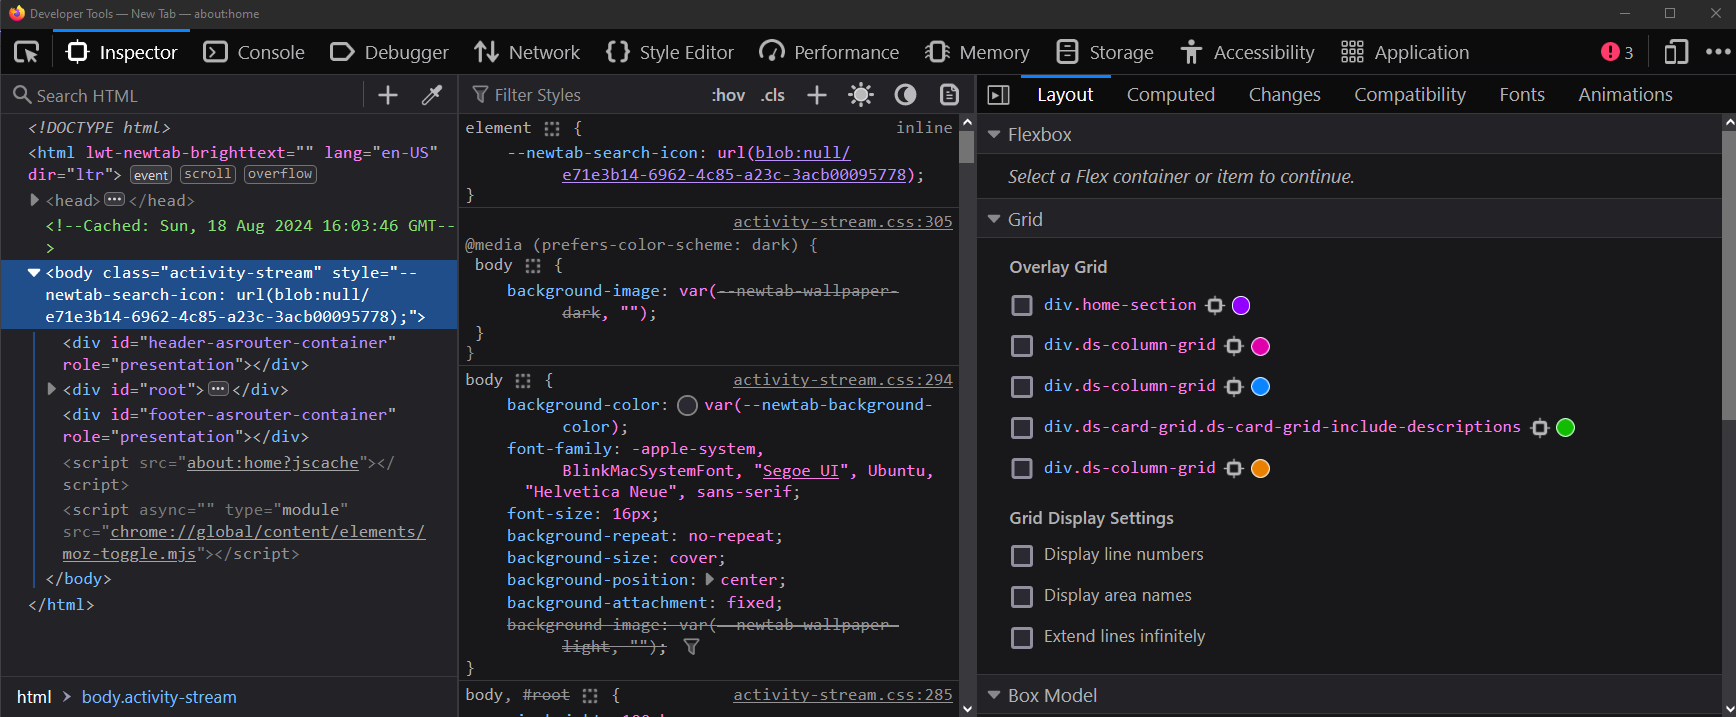 Developer Tools — New Tab — about:home
Inspector Console Debugger Network Style Editor Performance Memory Storage Accessibility Application 3
Search HTML
<!DOCTYPE html>
<html lwt-newtab-brighttext="" lang="en-US"
dir="ltr"> event scroll overflow
<head> ••• </head>
<!--Cached: Sun, 18 Aug 2024 16:03:46 GMT--
>
<body class="activity-stream" style="--
newtab-search-icon: url(blob:null/
e71e3b14-6962-4c85-a23c-3acb00095778);">
<div id="header-asrouter-container"
role="presentation"></div>
<div id="root"> ••• </div>
<div id="footer-asrouter-container"
role="presentation"></div>
<script src="about:home?jscache"></
script>
<script async="" type="module"
src="chrome://global/content/elements/
moz-toggle.mjs"></script>
</body>
</html>
html > body.activity-stream
Filter Styles :hov .cls
element { inline
--newtab-search-icon: url(blob:null/
e71e3b14-6962-4c85-a23c-3acb00095778);
}
activity-stream.css:305
@media (prefers-color-scheme: dark) {
body {
background-image: var(--newtab-wallpaper-
dark, "");
}
}
body { activity-stream.css:294
background-color: var(--newtab-background-
color);
font-family: -apple-system,
BlinkMacSystemFont, "Segoe UI", Ubuntu,
"Helvetica Neue", sans-serif;
font-size: 16px;
background-repeat: no-repeat;
background-size: cover;
background-position: center;
background-attachment: fixed;
background-image: var(--newtab-wallpaper-
light, "");
}
body, #root { activity-stream.css:285
Layout Computed Changes Compatibility Fonts Animations
Flexbox
Select a Flex container or item to continue.
Grid
Overlay Grid
div.home-section
div.ds-column-grid
div.ds-column-grid
div.ds-card-grid.ds-card-grid-include-descriptions
div.ds-column-grid
Grid Display Settings
Display line numbers
Display area names
Extend lines infinitely
Box Model